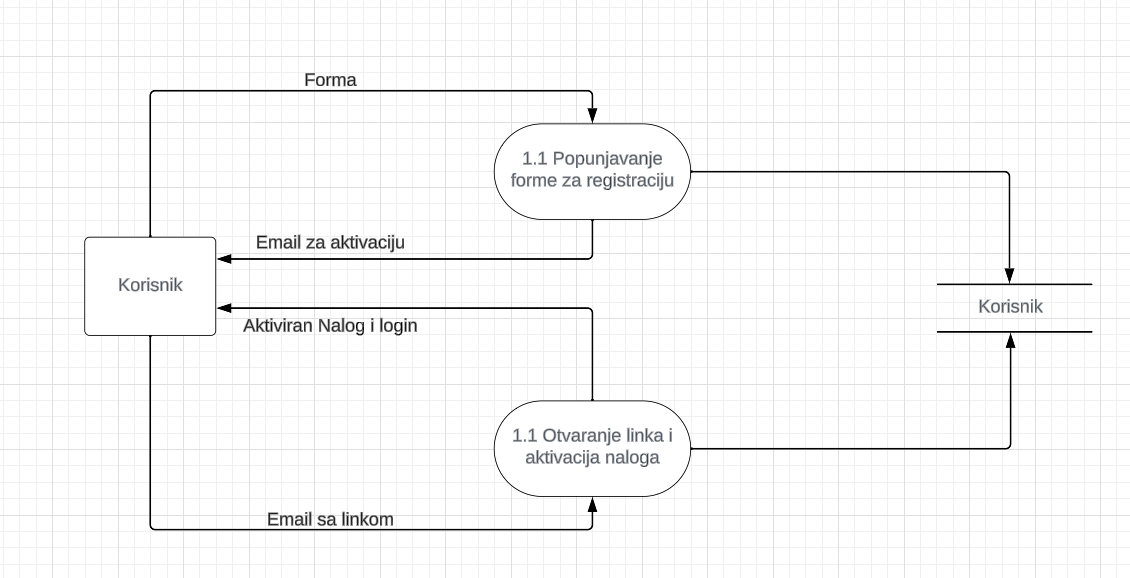 Forma
1.1 Popunjavanje
forme za registraciju
Email za aktivaciju
Korisnik
Korisnik
Aktiviran Nalog i login
1.1 Otvaranje linka i
aktivacija naloga
Email sa linkom